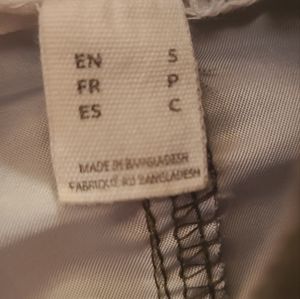 EN S
FR P
ES C
MADE IN BANGLADESH
FABRIQUÉ AU BANGLADESH